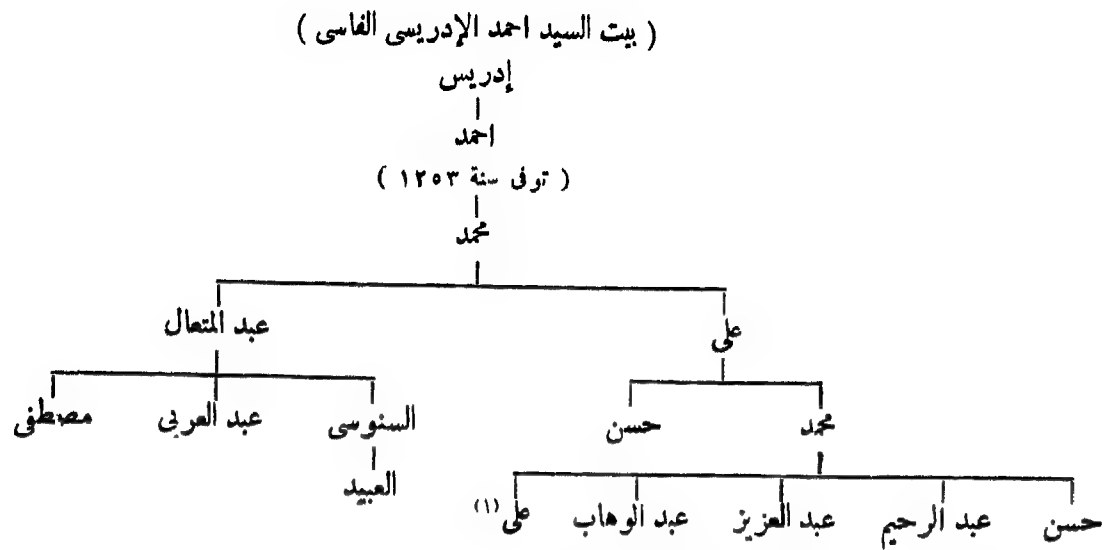 ( بيت السيد احمد الإدريسى الفاسى )
إدريس
احمد
( توفى سنة ١٢٥٣ )
محمد
على
عبد المتعال
محمد
حسن
السنوسى
عبد العربى
مصطفى
العبيد
حسن
عبد الرحيم
عبد العزيز
عبد الوهاب
على (١)